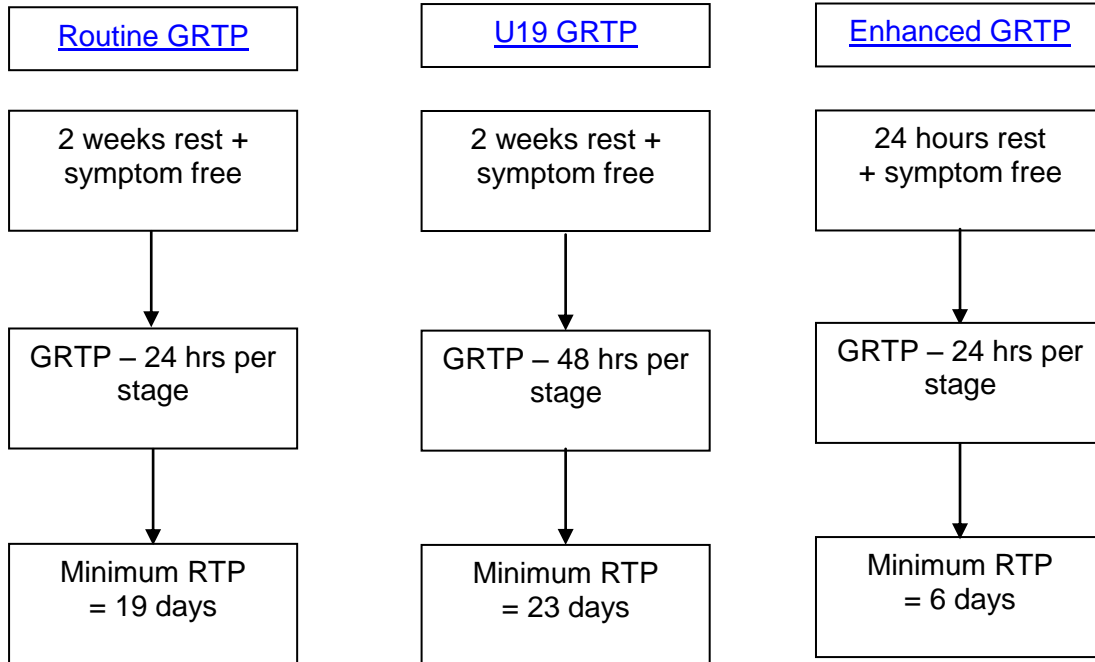 Routine GRTP
U19 GRTP
Enhanced GRTP
2 weeks rest +
symptom free
2 weeks rest +
symptom free
24 hours rest
+ symptom free
GRTP – 24 hrs per
stage
GRTP – 48 hrs per
stage
GRTP – 24 hrs per
stage
Minimum RTP
= 19 days
Minimum RTP
= 23 days
Minimum RTP
= 6 days